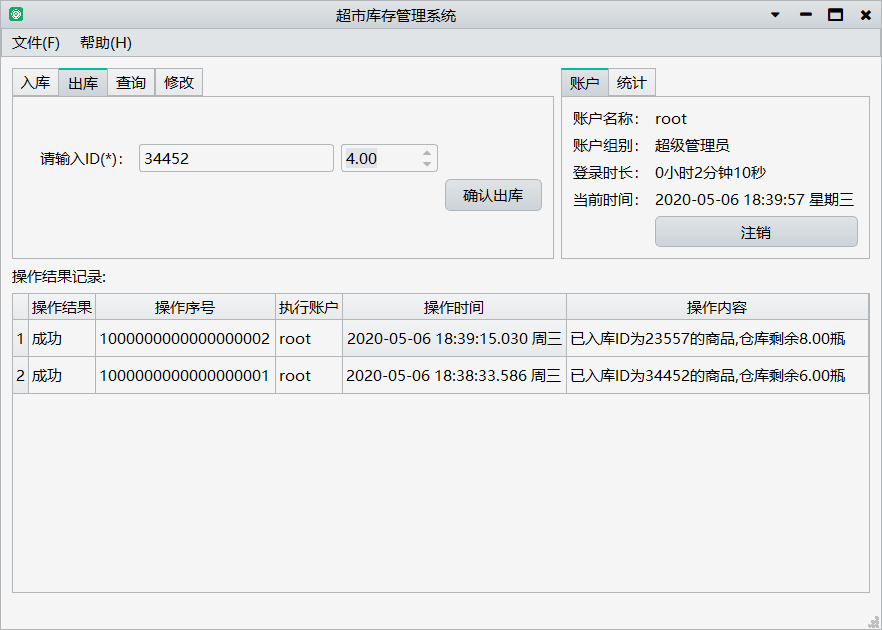 超市库存管理系统
文件(F) 帮助(H)
入库 出库 查询 修改
请输入ID(*): 34452 4.00
确认出库
账户 统计
账户名称: root
账户组别: 超级管理员
登录时长: 0小时2分钟10秒
当前时间: 2020-05-06 18:39:57 星期三
注销
操作结果记录:
操作结果 操作序号 执行账户 操作时间 操作内容
1 成功 1000000000000000002 root 2020-05-06 18:39:15.030 周三 已入库ID为23557的商品,仓库剩余8.00瓶
2 成功 1000000000000000001 root 2020-05-06 18:38:33.586 周三 已入库ID为34452的商品,仓库剩余6.00瓶